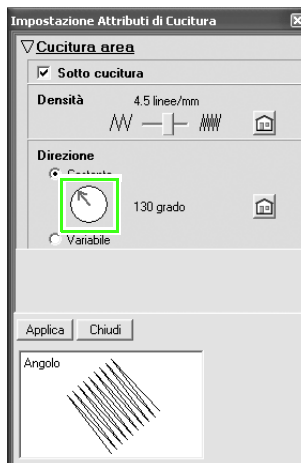 Impostazione Attributi di Cucitura
Cucitura area
Sotto cucitura
Densità 4.5 linee/mm
Direzione
Costante
130 grado
Variabile
Applica Chiudi
Angolo